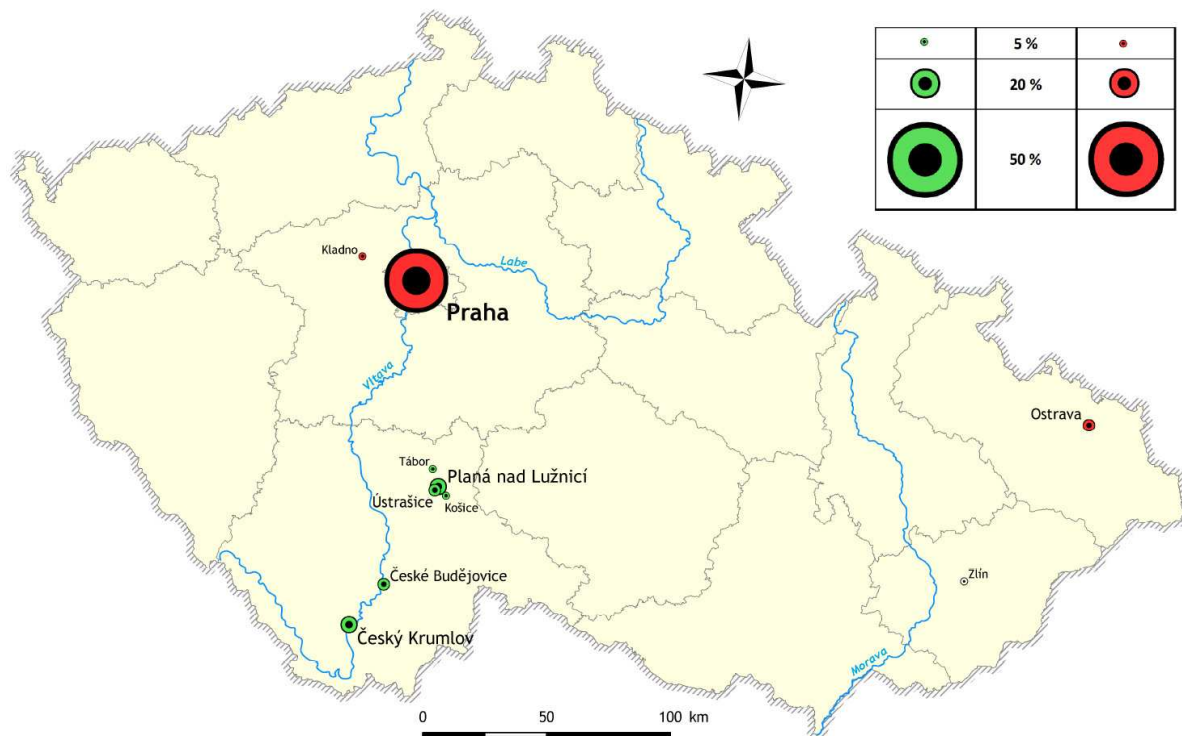 5 %
20 %
50 %
Kladno
Labe
Praha
Vltava
Ostrava
Tábor
Planá nad Lužnicí
Ústrašice
Košice
České Budějovice
Zlín
Český Krumlov
Morava
0 50 100 km